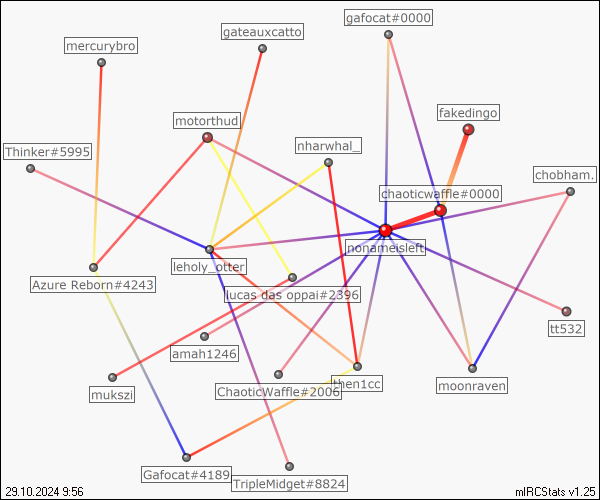 gafocat#0000
gateauxcatto
mercurybro
fakedingo
motorthud
nharwhal_
Thinker#5995
chobham.
chaoticwaffle#0000
nonameisleft
leholy_otter
Azure Reborn#4243
lucas das oppai#2396
tt532
amah1246
then1cc
moonraven
ChaoticWaffle#2006
mukszi
Gafocat#4189
TripleMidget#8824
29.10.2024 9:56
mIRCStats v1.25